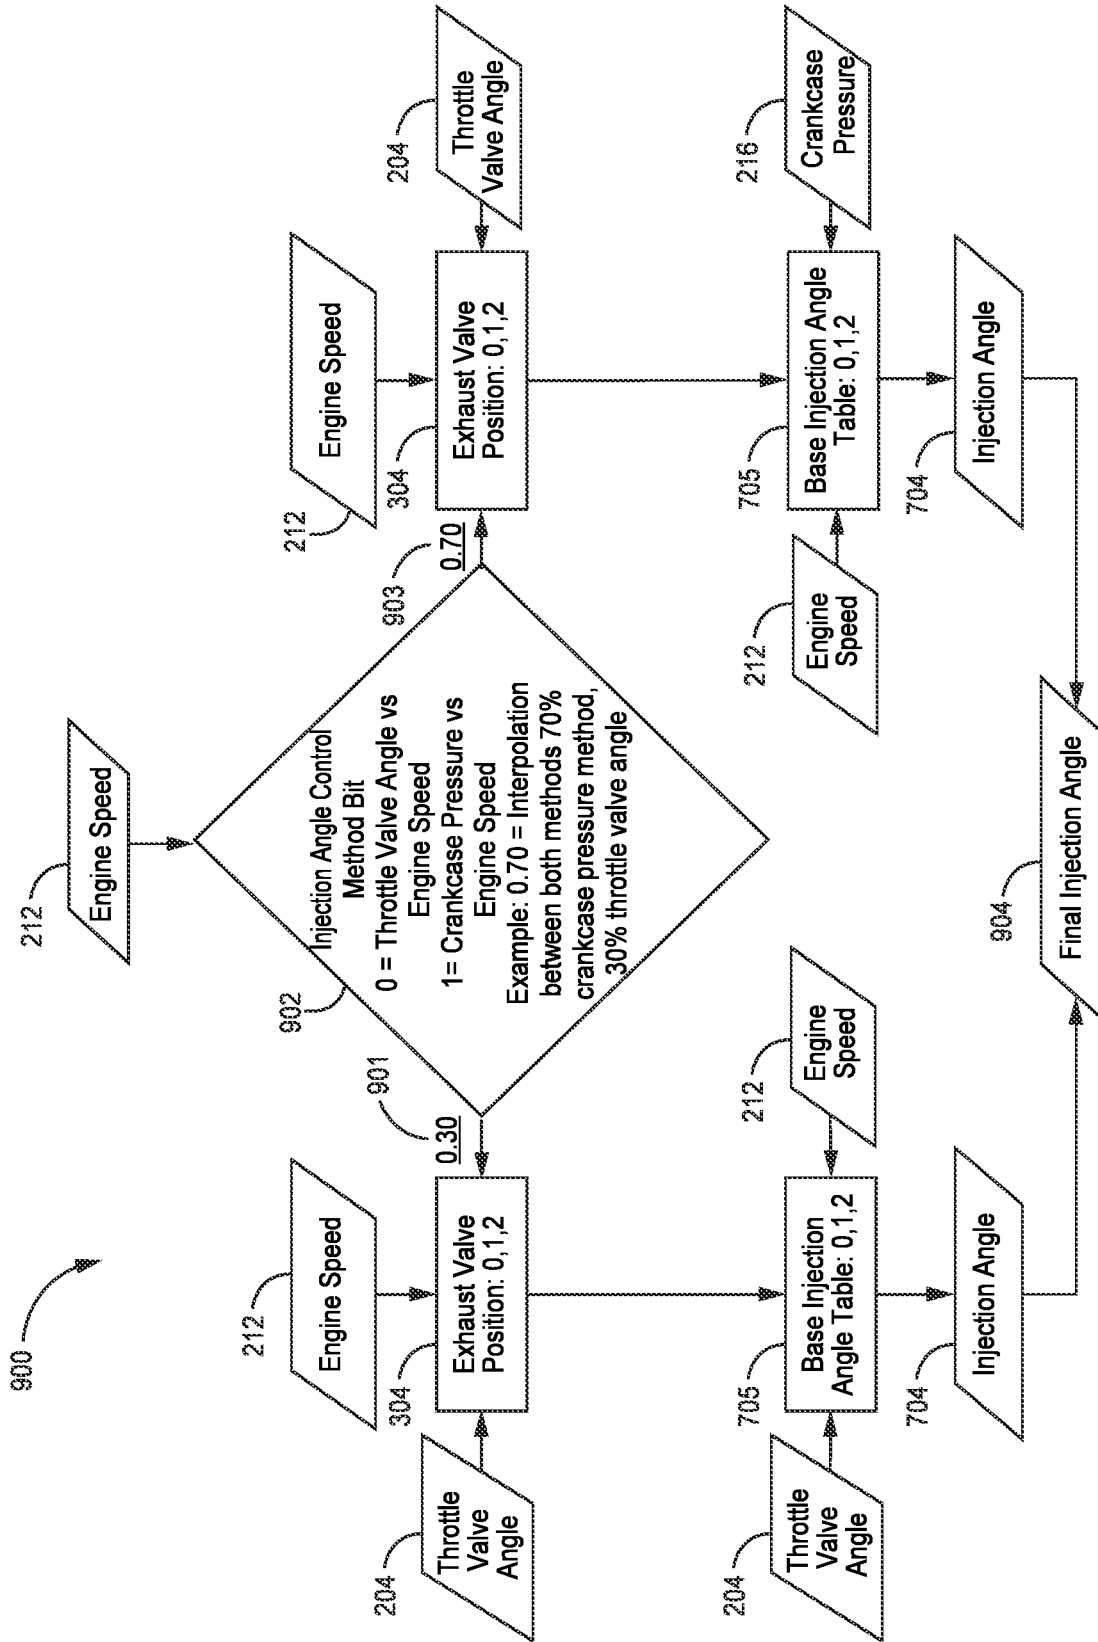 900
212
Engine Speed
902
Injection Angle Control
Method Bit
0 = Throttle Valve Angle vs
Engine Speed
1= Crankcase Pressure vs
Engine Speed
Example: 0.70 = Interpolation
between both methods 70%
crankcase pressure method,
30% throttle valve angle
901
0.30
903
0.70
212
Engine Speed
204
Throttle
Valve
Angle
304
Exhaust Valve
Position: 0,1,2
212
Engine Speed
304
Exhaust Valve
Position: 0,1,2
204
Throttle
Valve Angle
204
Throttle
Valve
Angle
705
Base Injection
Angle Table: 0,1,2
212
Engine
Speed
212
Engine
Speed
705
Base Injection Angle
Table: 0,1,2
216
Crankcase
Pressure
704
Injection Angle
704
Injection Angle
904
Final Injection Angle